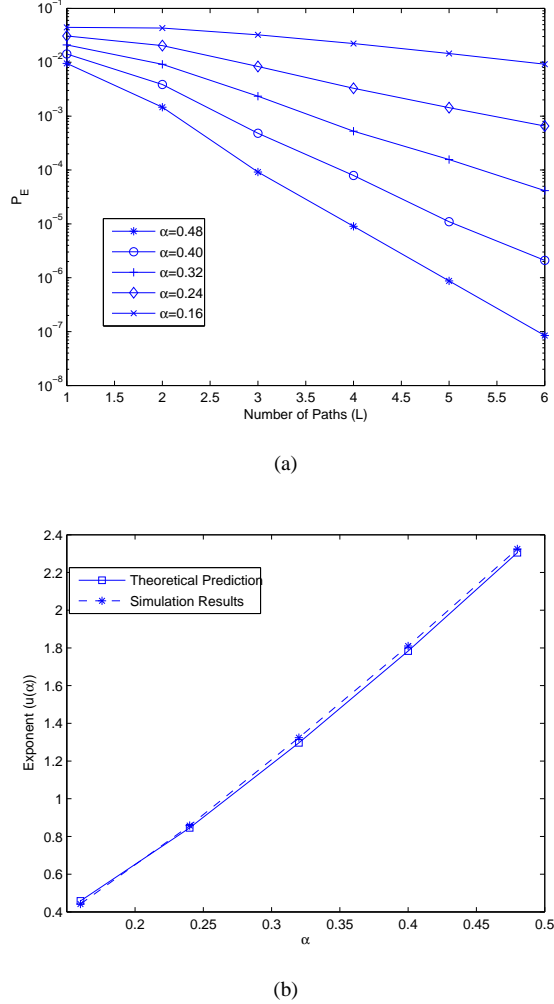 10^{-1}
10^{-2}
10^{-3}
10^{-4}
10^{-5}
10^{-6}
10^{-7}
10^{-8}
P_E
α=0.48
α=0.40
α=0.32
α=0.24
α=0.16
1 1.5 2 2.5 3 3.5 4 4.5 5 5.5 6
Number of Paths (L)
(a)
2.4
2.2
2
1.8
1.6
1.4
1.2
1
0.8
0.6
0.4
Exponent (u(α))
Theoretical Prediction
Simulation Results
0.2 0.25 0.3 0.35 0.4 0.45 0.5
α
(b)